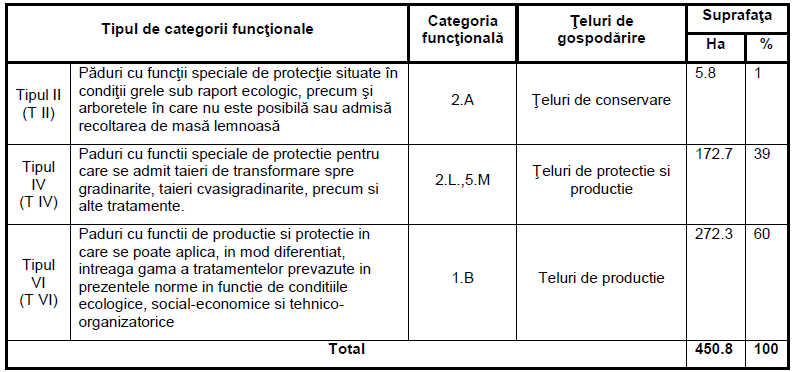 Tipul de categorii funcţionale
Categoria
funcţională
Ţeluri de
gospodărire
Suprafaţa
Ha
%
Tipul II
(T II)
Păduri cu funcţii speciale de protecţie situate în
condiţii grele sub raport ecologic, precum şi
arboretele în care nu este posibilă sau admisă
recoltarea de masă lemnoasă
2.A
Ţeluri de conservare
5.8
1
Tipul
IV
(T IV)
Paduri cu functii speciale de protectie pentru
care se admit taieri de transformare spre
gradinarite, taieri cvasigradinarite, precum si
alte tratamente.
2.L.,5.M
Ţeluri de protectie si
productie
172.7
39
Tipul
VI
(T VI)
Paduri cu functii de productie si protectie in
care se poate aplica, in mod diferentiat,
intreaga gama a tratamentelor prevazute in
prezentele norme in functie de conditiile
ecologice, social-economice si tehnico-
organizatorice
1.B
Teluri de productie
272.3
60
Total
450.8
100